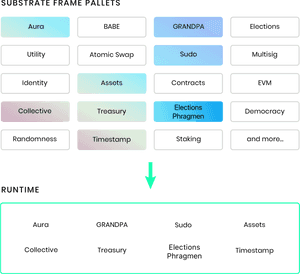 SUBSTRATE FRAME PALLETS
Aura BABE GRANDPA Elections
Utility Atomic Swap Sudo Multisig
Identity Assets Contracts EVM
Collective Treasury Elections Phragmen Democracy
Randomness Timestamp Staking and more...
RUNTIME
Aura GRANDPA Sudo Assets
Collective Treasury Elections Phragmen Timestamp